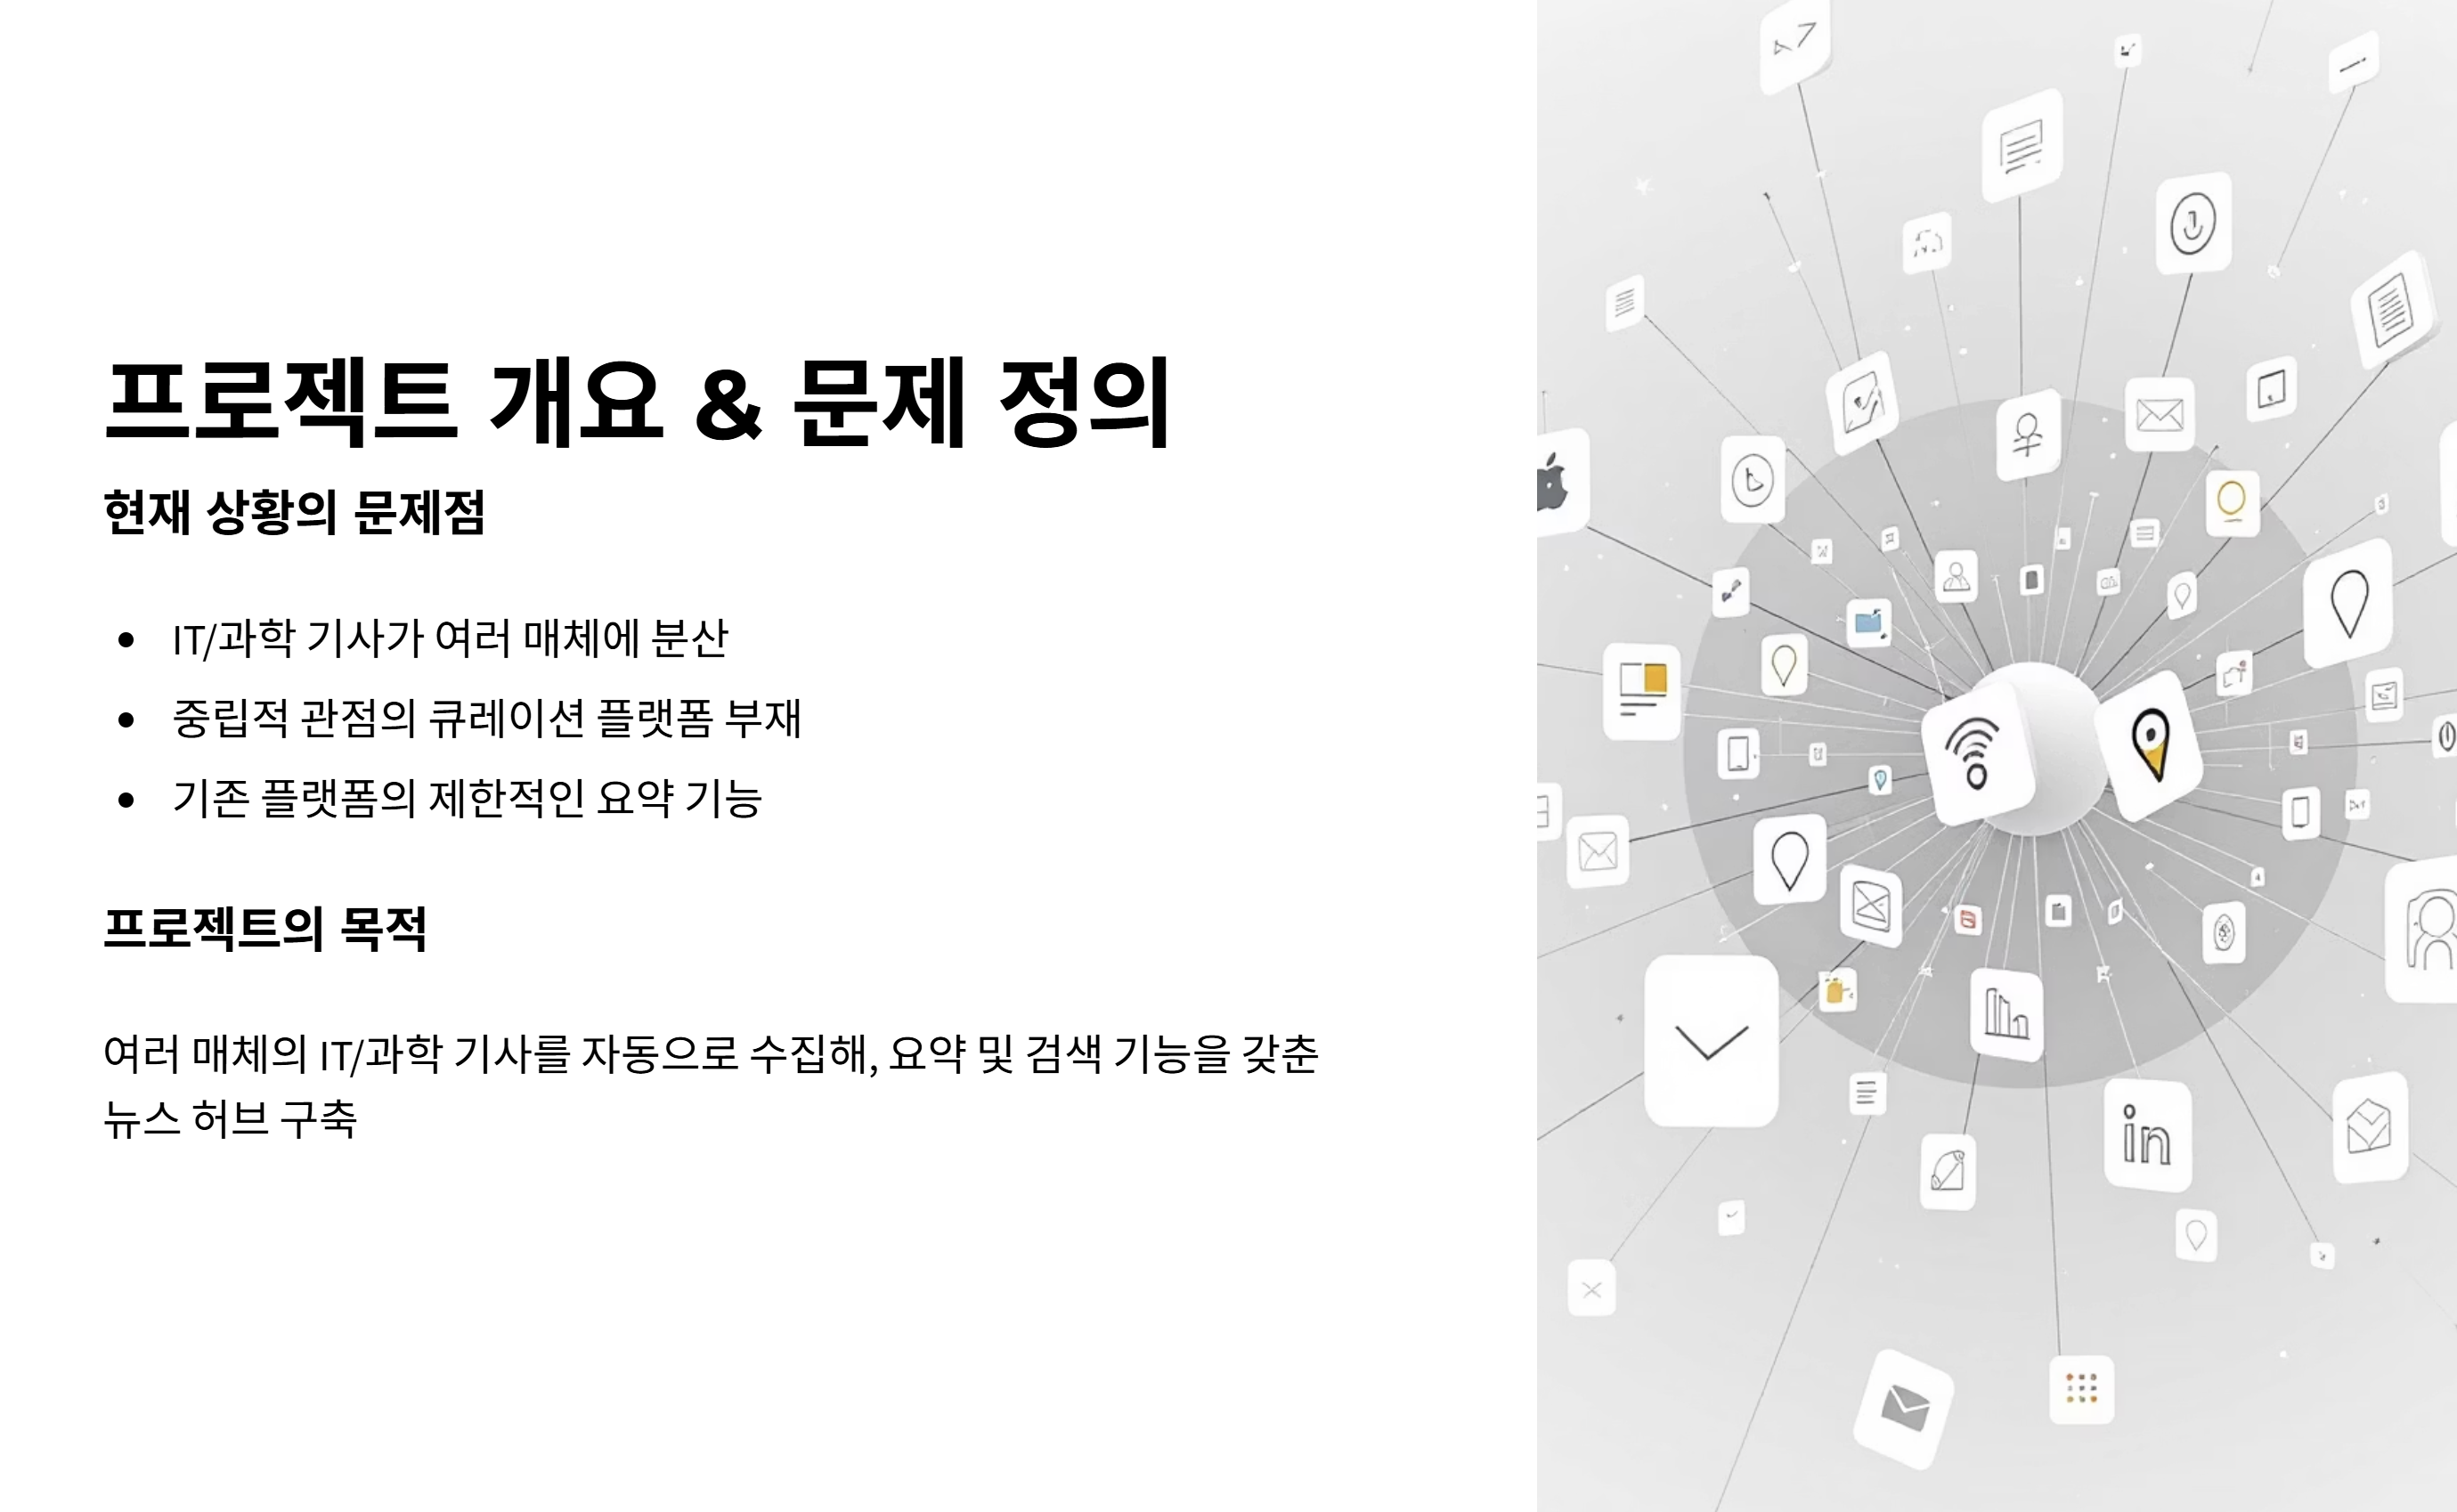 프로젝트 개요 & 문제 정의
현재 상황의 문제점
IT/과학 기사가 여러 매체에 분산
중립적 관점의 큐레이션 플랫폼 부재
기존 플랫폼의 제한적인 요약 기능
프로젝트의 목적
여러 매체의 IT/과학 기사를 자동으로 수집해, 요약 및 검색 기능을 갖춘
뉴스 허브 구축
in